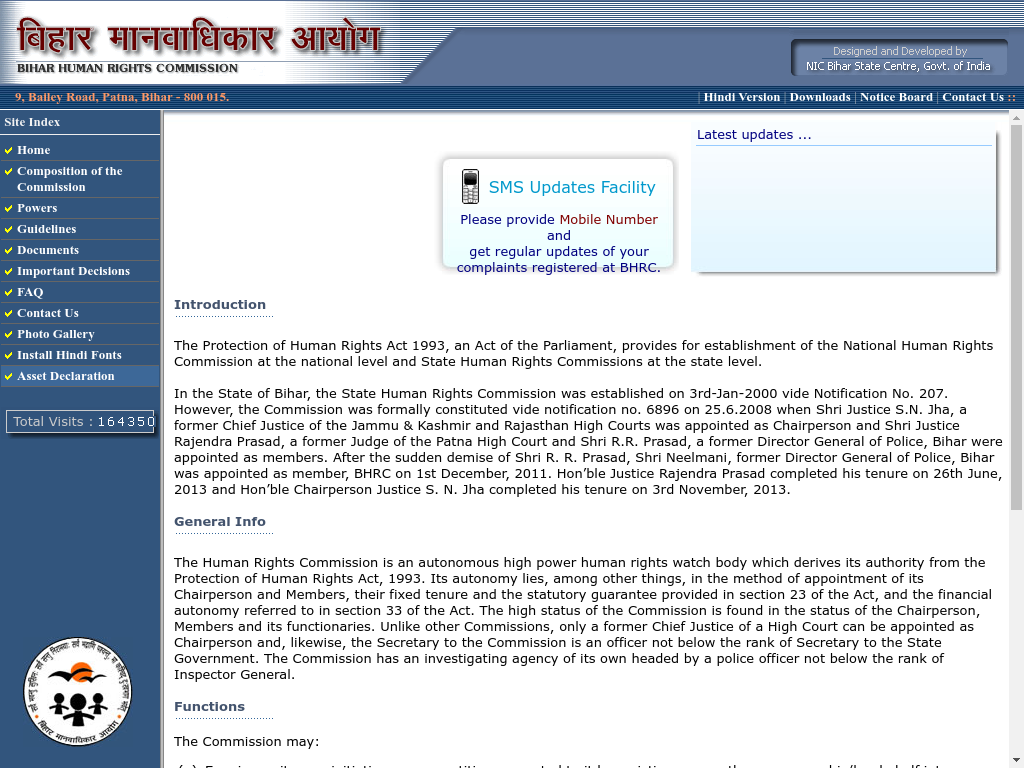 बिहार मानवाधिकार आयोग
BIHAR HUMAN RIGHTS COMMISSION
Designed and Developed by
NIC Bihar State Centre, Govt. of India
9, Bailey Road, Patna, Bihar - 800 015.
| Hindi Version | Downloads | Notice Board | Contact Us ::
Site Index
Home
Composition of the
Commission
Powers
Guidelines
Documents
Important Decisions
FAQ
Contact Us
Photo Gallery
Install Hindi Fonts
Asset Declaration
Total Visits : 164350
बिहार मानवाधिकार आयोग
Latest updates ...
SMS Updates Facility
Please provide Mobile Number
and
get regular updates of your
complaints registered at BHRC.
Introduction
The Protection of Human Rights Act 1993, an Act of the Parliament, provides for establishment of the National Human Rights
Commission at the national level and State Human Rights Commissions at the state level.
In the State of Bihar, the State Human Rights Commission was established on 3rd-Jan-2000 vide Notification No. 207.
However, the Commission was formally constituted vide notification no. 6896 on 25.6.2008 when Shri Justice S.N. Jha, a
former Chief Justice of the Jammu & Kashmir and Rajasthan High Courts was appointed as Chairperson and Shri Justice
Rajendra Prasad, a former Judge of the Patna High Court and Shri R.R. Prasad, a former Director General of Police, Bihar were
appointed as members. After the sudden demise of Shri R. R. Prasad, Shri Neelmani, former Director General of Police, Bihar
was appointed as member, BHRC on 1st December, 2011. Hon’ble Justice Rajendra Prasad completed his tenure on 26th June,
2013 and Hon’ble Chairperson Justice S. N. Jha completed his tenure on 3rd November, 2013.
General Info
The Human Rights Commission is an autonomous high power human rights watch body which derives its authority from the
Protection of Human Rights Act, 1993. Its autonomy lies, among other things, in the method of appointment of its
Chairperson and Members, their fixed tenure and the statutory guarantee provided in section 23 of the Act, and the financial
autonomy referred to in section 33 of the Act. The high status of the Commission is found in the status of the Chairperson,
Members and its functionaries. Unlike other Commissions, only a former Chief Justice of a High Court can be appointed as
Chairperson and, likewise, the Secretary to the Commission is an officer not below the rank of Secretary to the State
Government. The Commission has an investigating agency of its own headed by a police officer not below the rank of
Inspector General.
Functions
The Commission may: